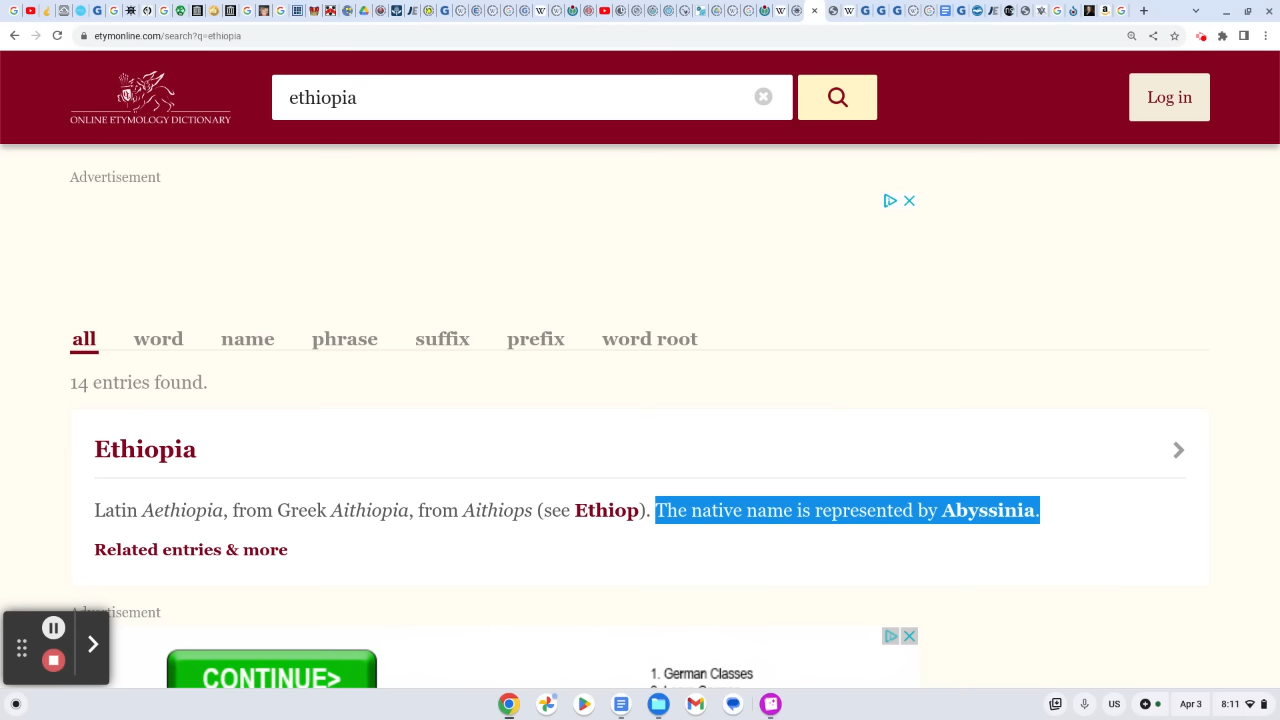 etymonline.com/search?q=ethiopia
ONLINE ETYMOLOGY DICTIONARY
ethiopia
Log in
Advertisement
all word name phrase suffix prefix word root
14 entries found.
Ethiopia
Latin Aethiopia, from Greek Aithiopia, from Aithiops (see Ethiop). The native name is represented by Abyssinia.
Related entries & more
Advertisement
CONTINUE>
1. German Classes
US Apr 3 8:11